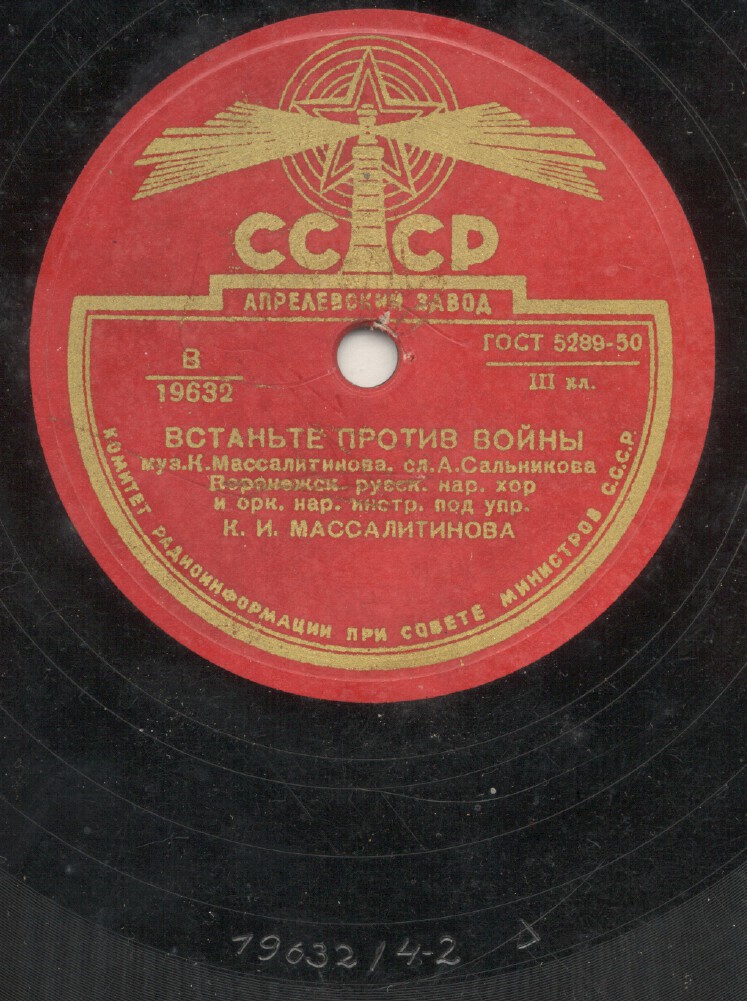 СССР
АПРЕЛЕВСКИЙ ЗАВОД
В
19632
ГОСТ 5289-50
III кл.
ВСТАНЬТЕ ПРОТИВ ВОЙНЫ
муз.К.Массалитинова, сл.А.Сальникова
Воронежск. русск. нар. хор
и орк. нар. инстр. под упр.
К. И. МАССАЛИТИНОВА
КОМИТЕТ РАДИОИНФОРМАЦИИ ПРИ СОВЕТЕ МИНИСТРОВ С.С.С.Р.
19632/4-2